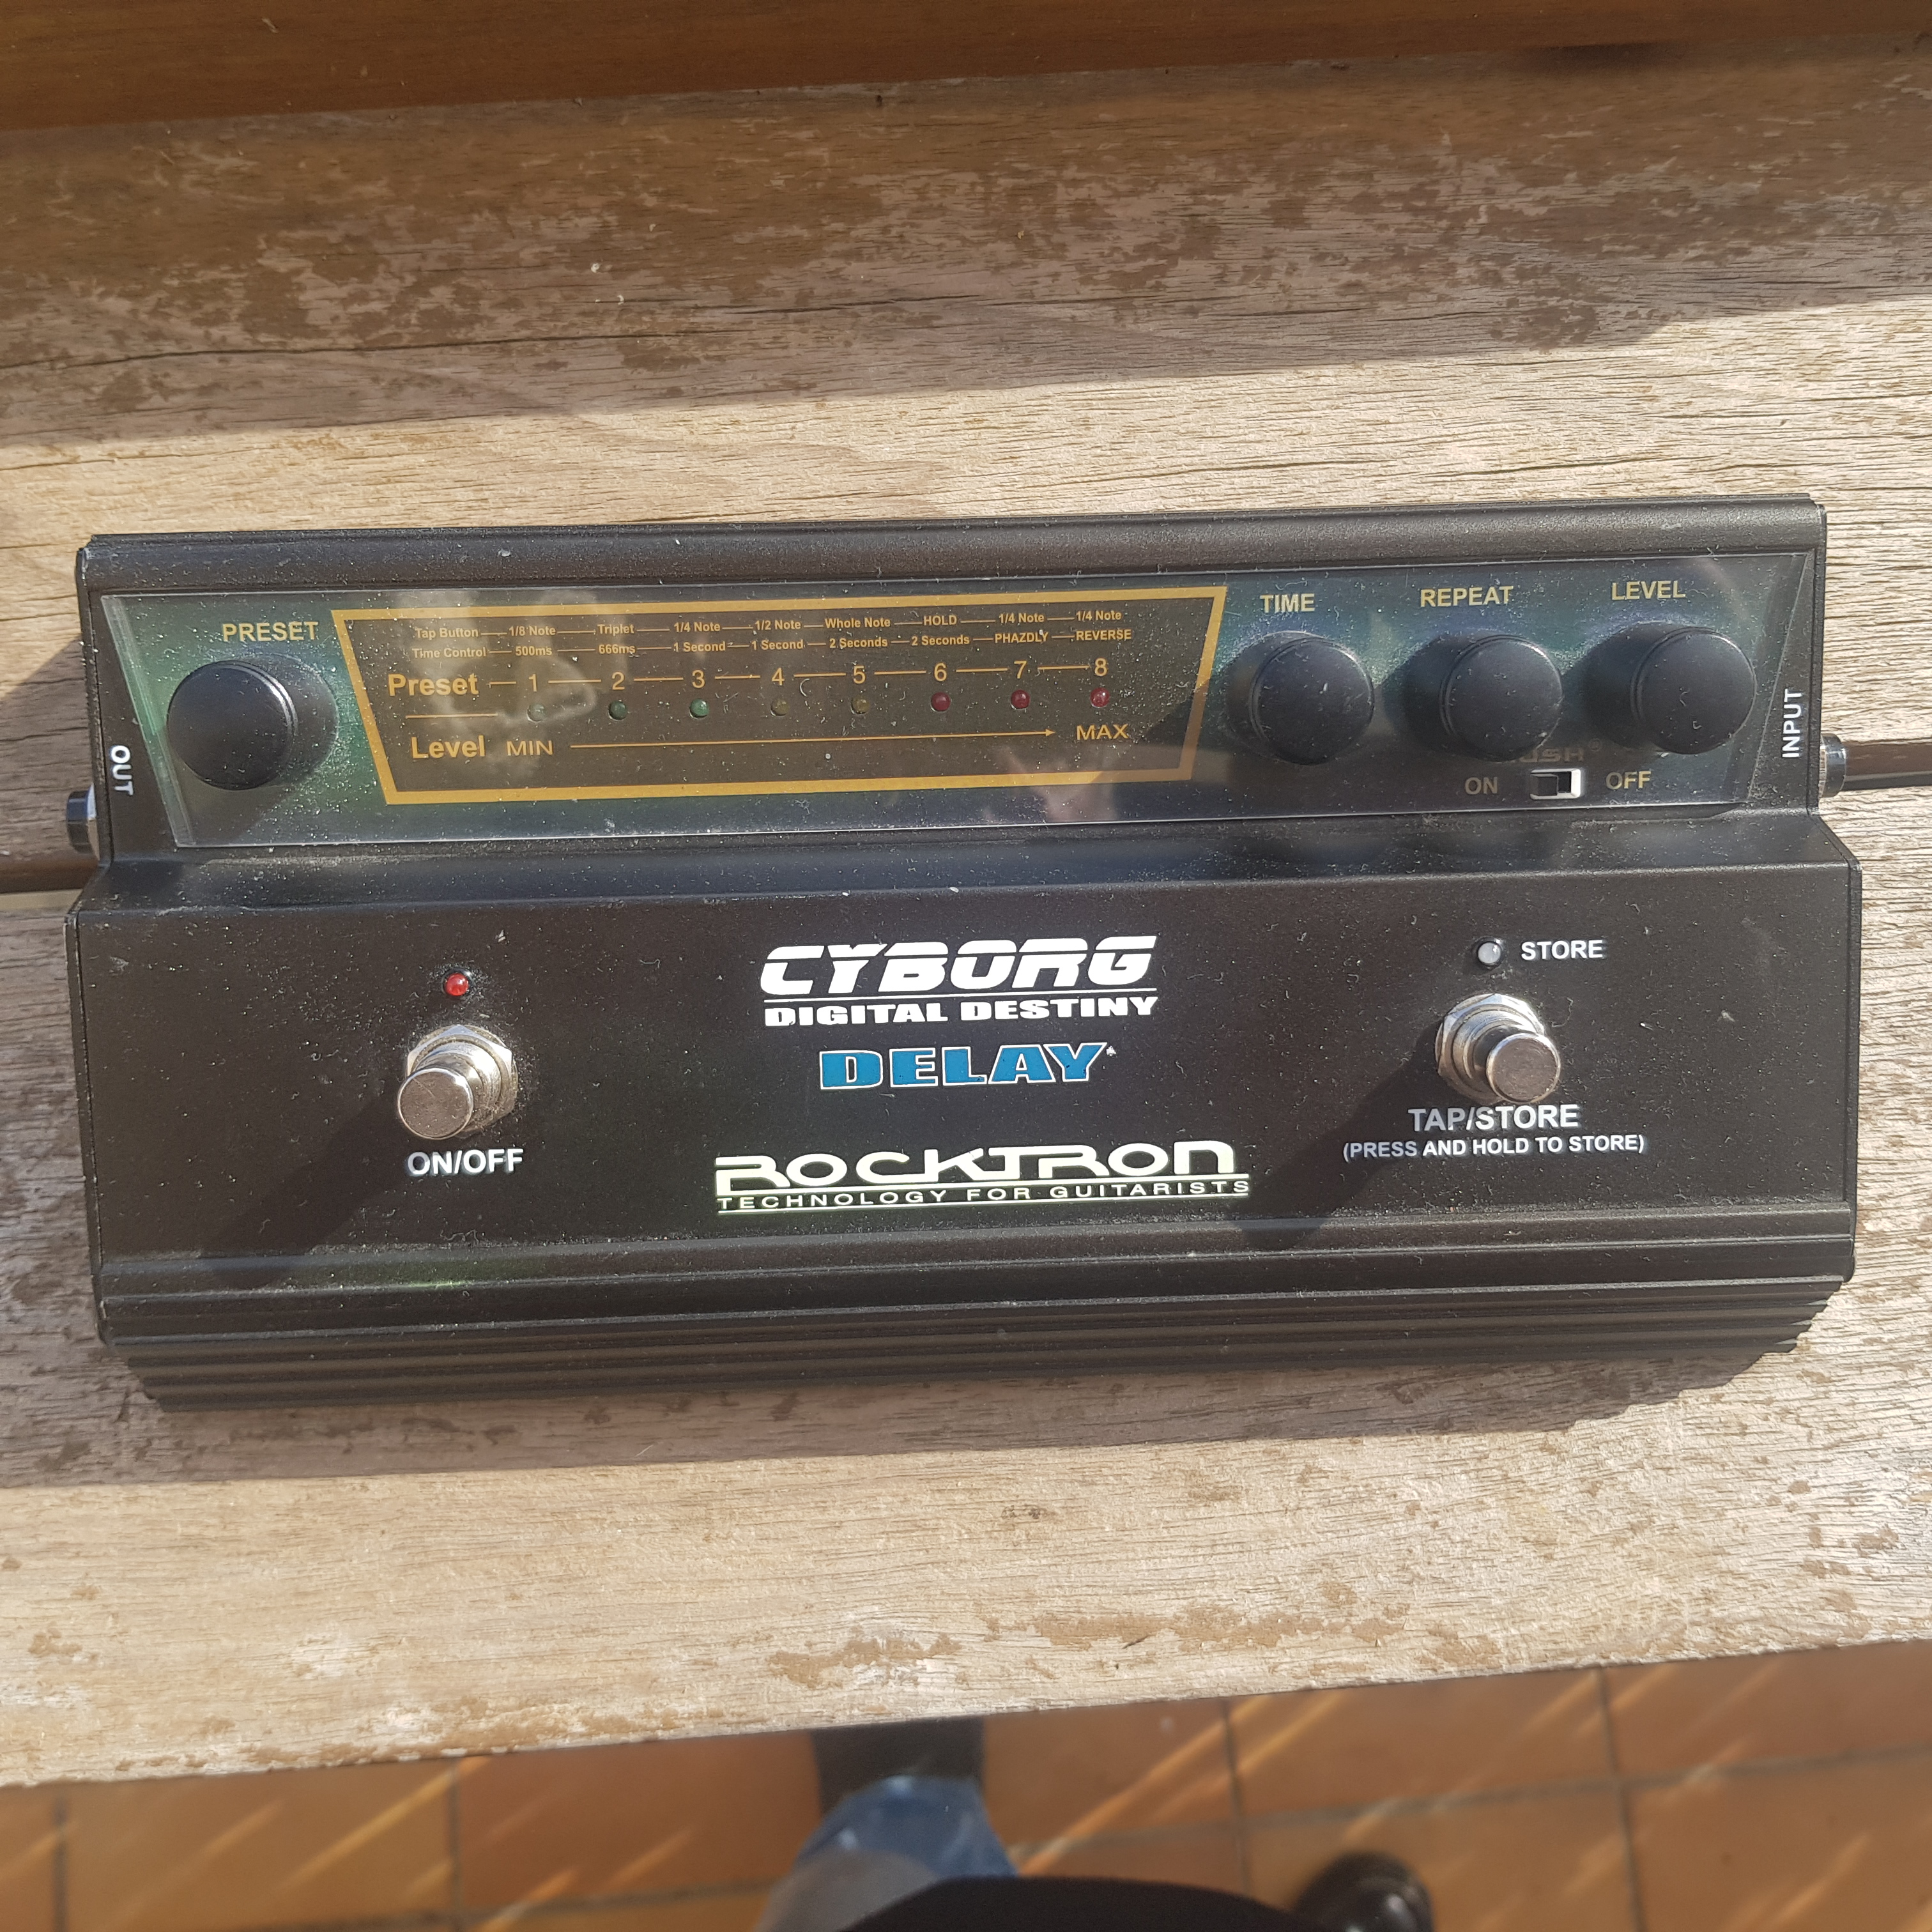 PRESET
Tap Button 1/8 Note Triplet 1/4 Note 1/2 Note Whole Note HOLD 1/4 Note 1/4 Note
Time Control 500ms 666ms 1 Second 1 Second 2 Seconds 2 Seconds PHAZDLY REVERSE
Preset 1 2 3 4 5 6 7 8
Level MIN MAX
TIME REPEAT LEVEL
ON OFF
OUT
INPUT
CYBORG
DIGITAL DESTINY
DELAY
ROCKTRON
TECHNOLOGY FOR GUITARISTS
ON/OFF
STORE
TAP/STORE
(PRESS AND HOLD TO STORE)